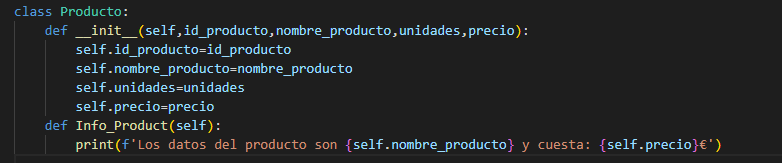 class Producto:
    def __init__(self,id_producto,nombre_producto,unidades,precio):
        self.id_producto=id_producto
        self.nombre_producto=nombre_producto
        self.unidades=unidades
        self.precio=precio
    def Info_Product(self):
        print(f'Los datos del producto son {self.nombre_producto} y cuesta: {self.precio}€')